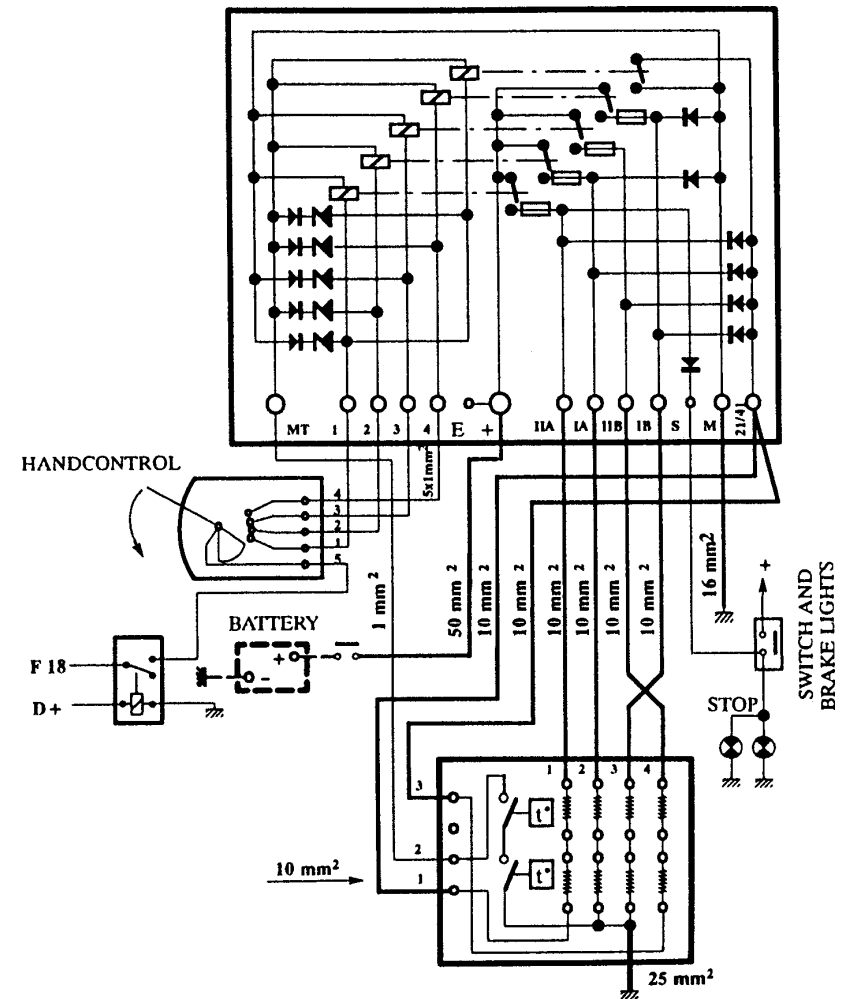 MT 1 2 3 4 E + IIA IA IIB IB S M 21/41
5x1mm²
HANDCONTROL
4
3
2
1
5
1 mm²
50 mm²
10 mm²
10 mm²
10 mm²
10 mm²
10 mm²
10 mm²
16 mm²
+
SWITCH AND
BRAKE LIGHTS
BATTERY
+
-
F 18
D+
STOP
1 2 3 4
3
t°
2
t°
1
10 mm²
25 mm²